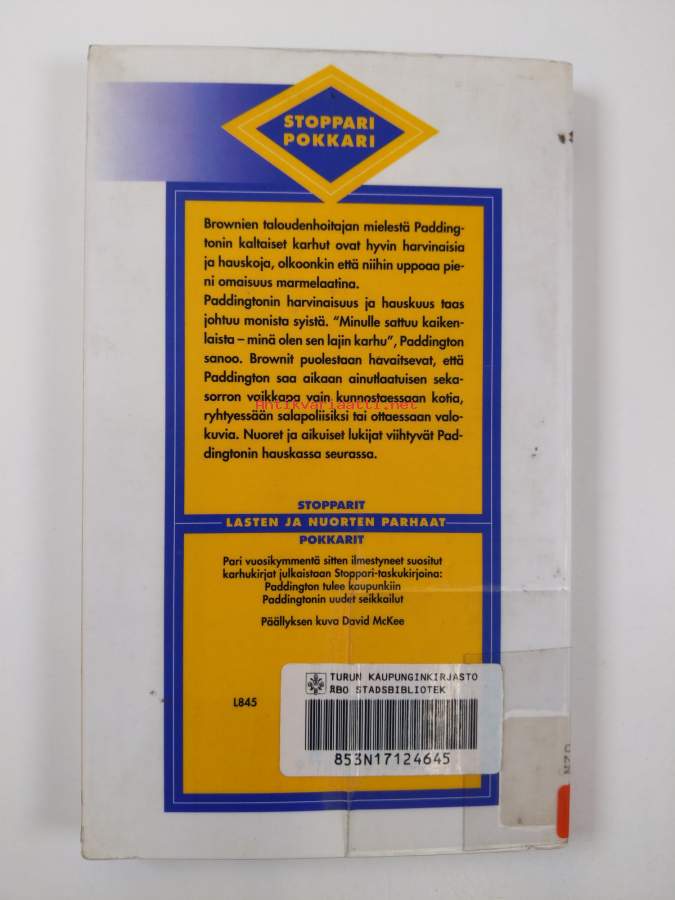 STOPPARI
POKKARI
Brownien taloudenhoitajan mielestä Padding-
tonin kaltaiset karhut ovat hyvin harvinaisia
ja hauskoja, olkoonkin että niihin uppoaa pie-
ni omaisuus marmelaatina.
Paddingtonin harvinaisuus ja hauskuus taas
johtuu monista syistä. ”Minulle sattuu kaiken-
laista – minä olen sen lajin karhu”, Paddington
sanoo. Brownit puolestaan havaitsevat, että
Paddington saa aikaan ainutlaatuisen seka-
sorron vaikkapa vain kunnostaessaan kotia,
Antikvariaatti.net
ryhtyessään salapoliisiksi tai ottaessaan valo-
kuvia. Nuoret ja aikuiset lukijat viihtyvät Pad-
dingtonin hauskassa seurassa.
STOPPARIT
LASTEN JA NUORTEN PARHAAT
POKKARIT
Pari vuosikymmentä sitten ilmestyneet suositut
karhukirjat julkaistaan Stoppari-taskukirjoina:
Paddington tulee kaupunkiin
Paddingtonin uudet seikkailut
Päällyksen kuva David McKee
L845
TURUN KAUPUNGINKIRJASTO
ÅBO STADSBIBLIOTEK
853N17124645